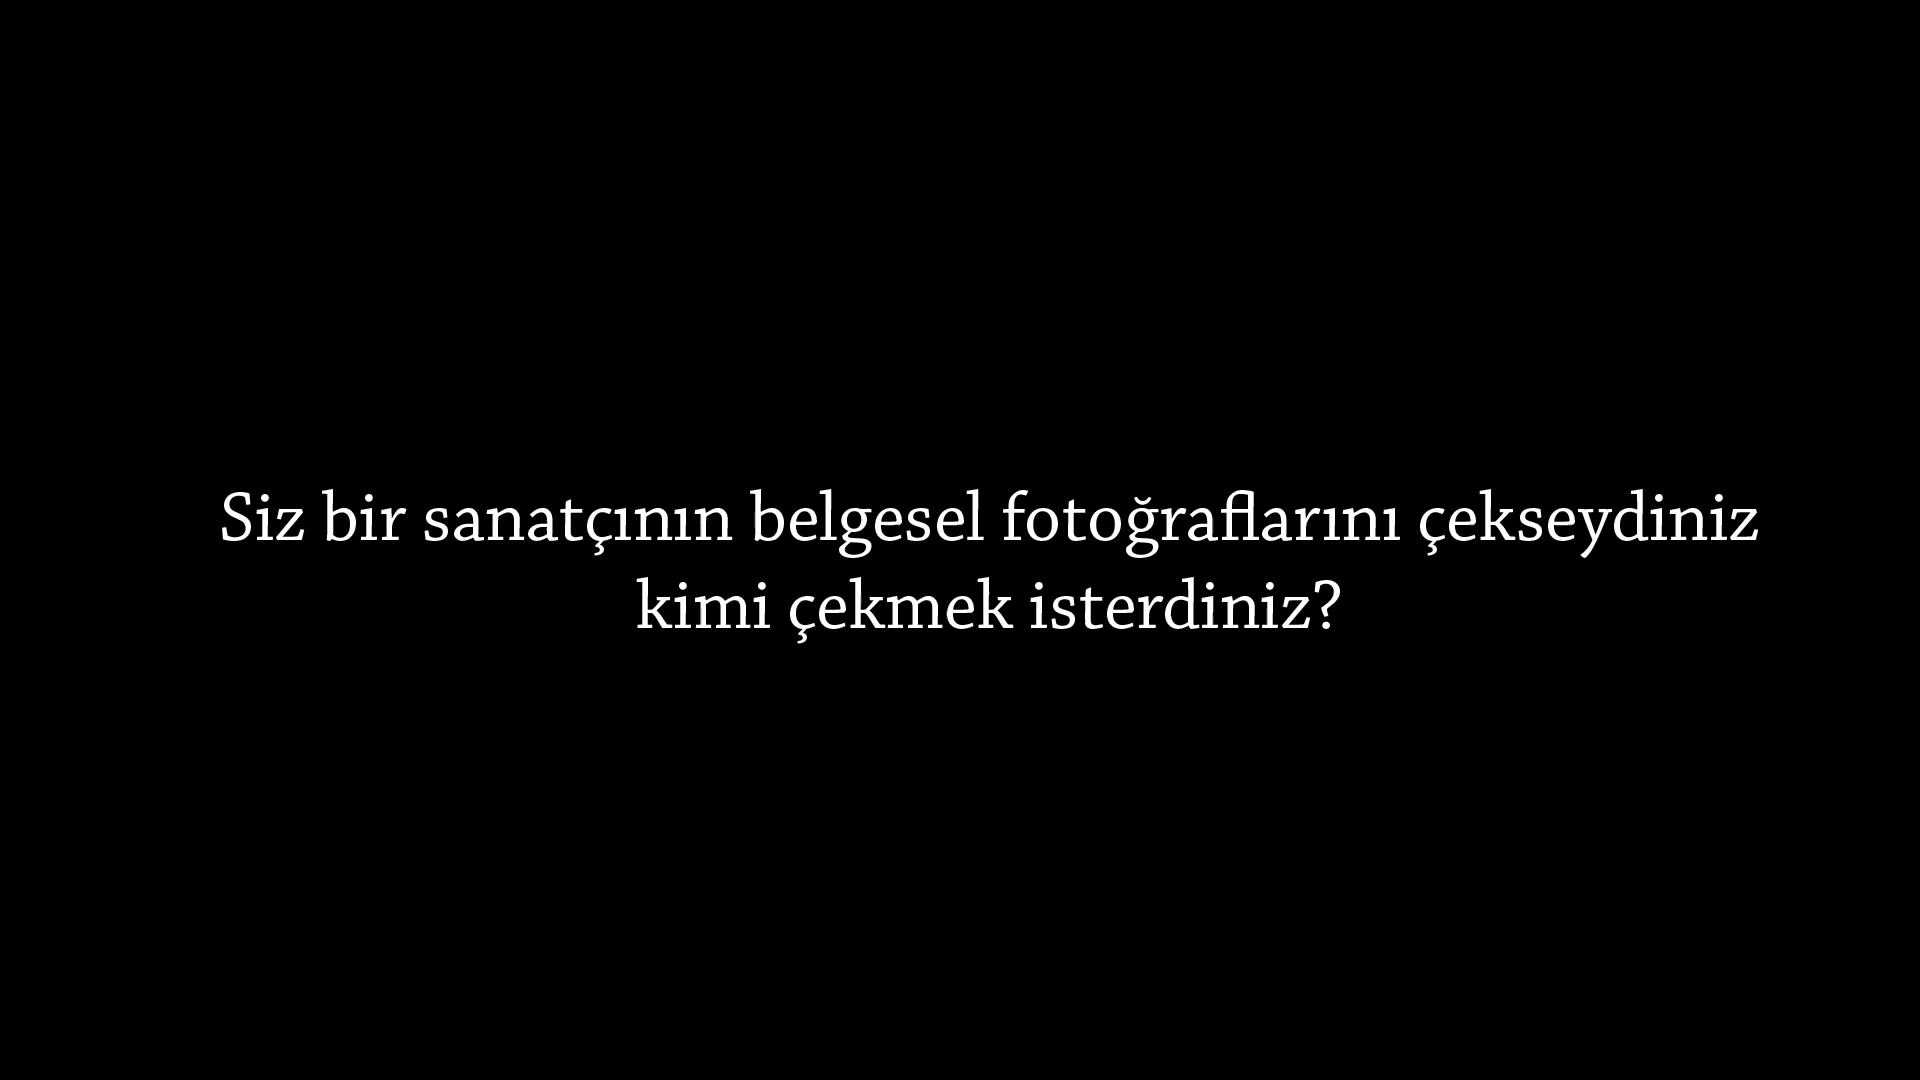 Siz bir sanatçının belgesel fotoğraflarını çekseydiniz
kimi çekmek isterdiniz?